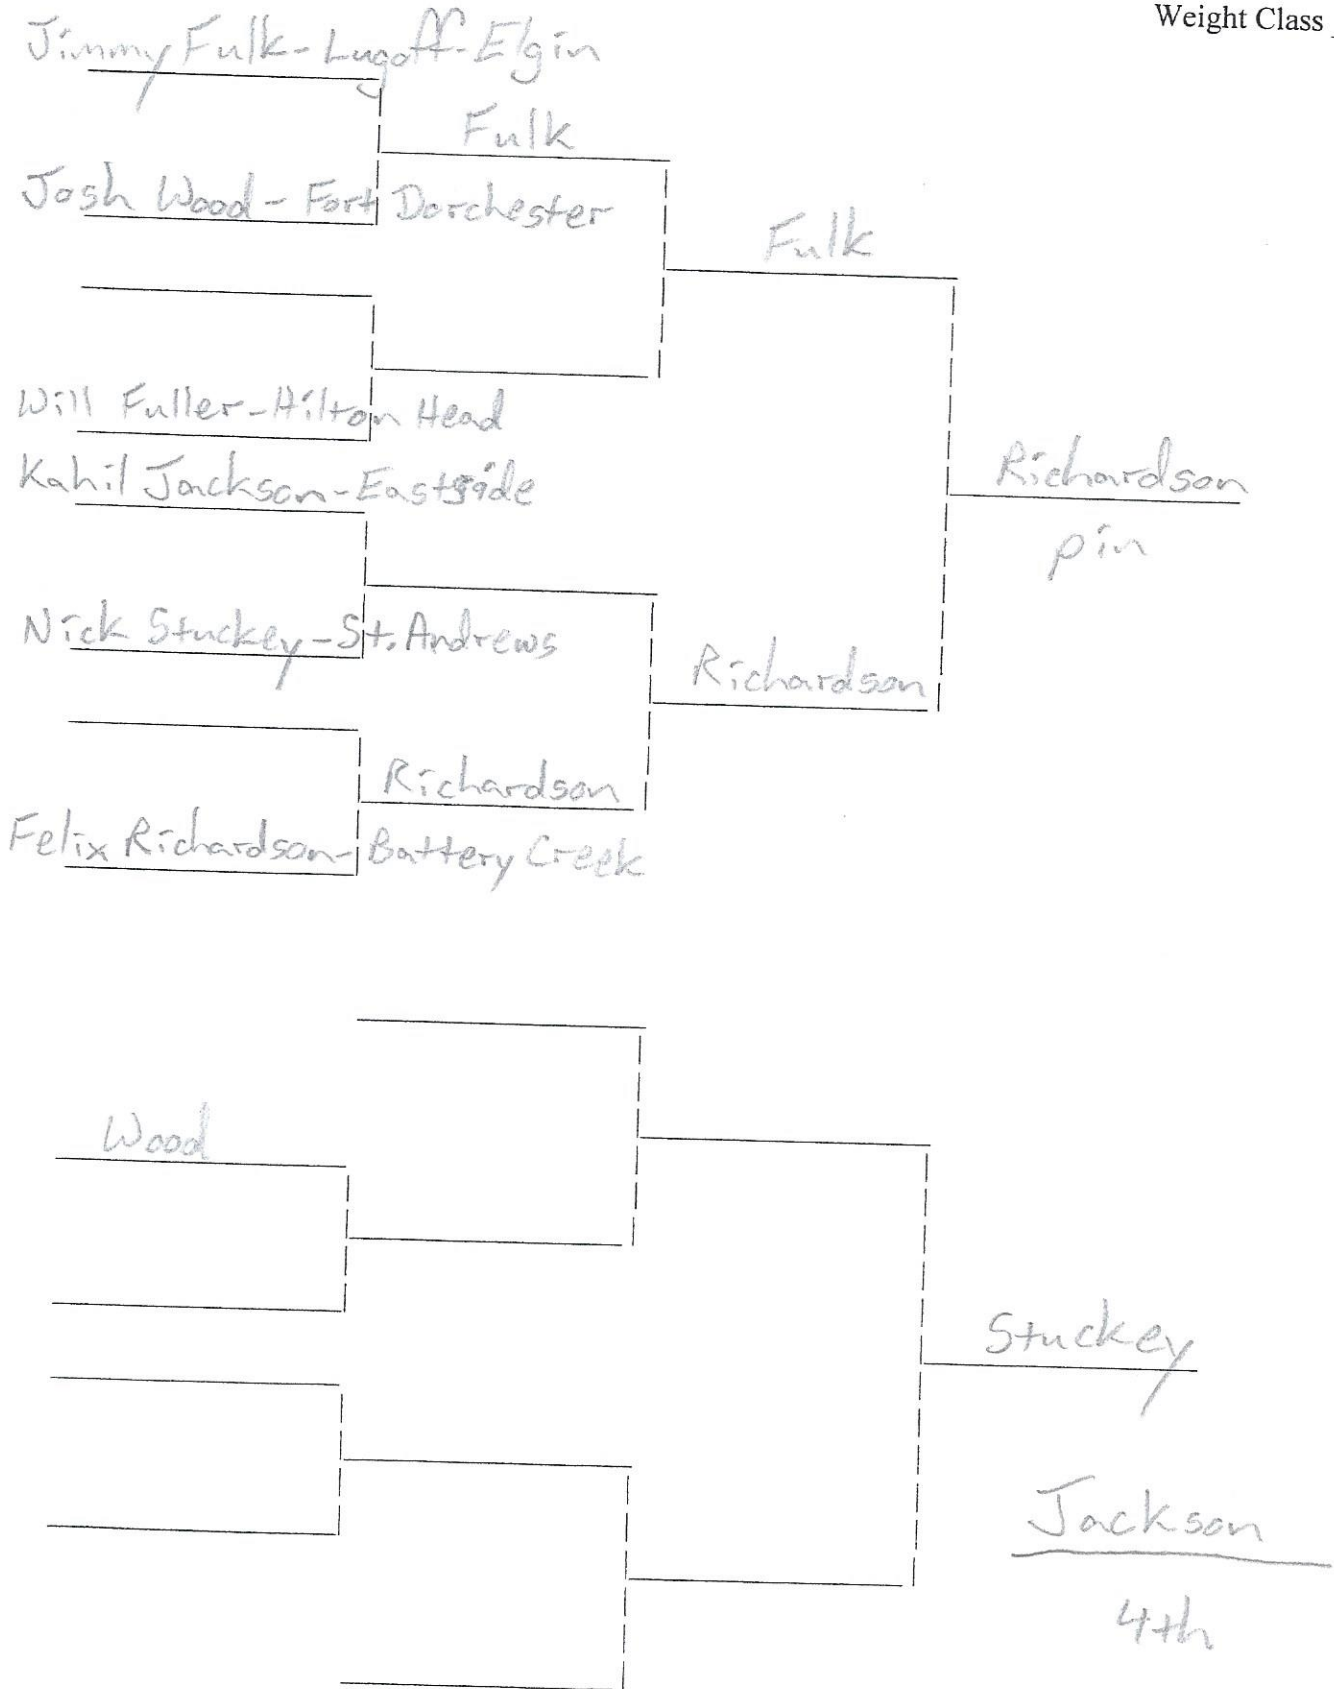 Weight Class
Jimmy Fulk-Lugoff-Elgin
Fulk
Josh Wood-Fort Dorchester
Fulk
Will Fuller-Hilton Head
Richardson
Kahil Jackson-Eastside
pin
Nick Stuckey-St. Andrews
Richardson
Richardson
Felix Richardson-Battery Creek
Wood
Stuckey
Jackson
4th